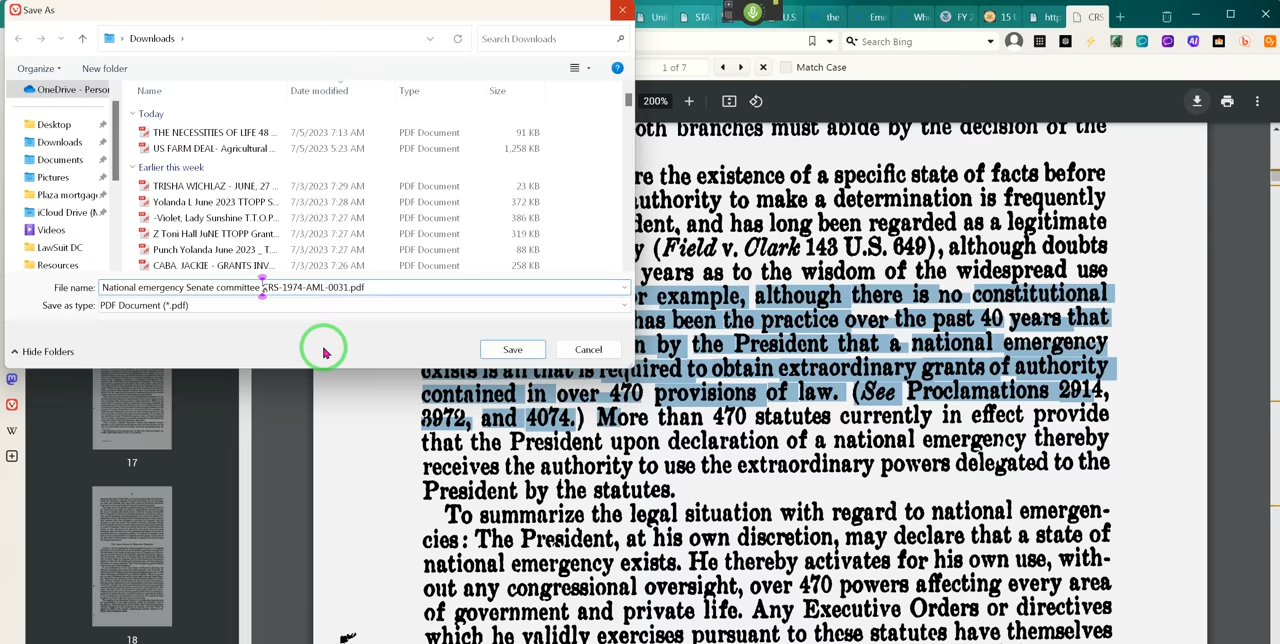 Save As
Downloads
Search Downloads
Organize
New folder
OneDrive - Perso
Desktop
Downloads
Documents
Pictures
Plaza mortgag
iCloud Drive (M
Videos
LawSuit DC
Resources
Name Date modified Type Size
Today
THE NECESSITIES OF LIFE 48 ... 7/5/2023 7:13 AM PDF Document 91 KB
US FARM DEAL- Agricultural ... 7/5/2023 5:23 AM PDF Document 1,258 KB
Earlier this week
TRISHA WICHLAZ - JUNE, 27 ... 7/3/2023 7:29 AM PDF Document 23 KB
Yolanda L June 2023 TTOPP S... 7/3/2023 7:28 AM PDF Document 372 KB
-Violet, Lady Sunshine T.T.O.P... 7/3/2023 7:27 AM PDF Document 386 KB
Z Toni Hall JuNE TTOPP Grant... 7/3/2023 7:27 AM PDF Document 319 KB
Punch Yolanda June 2023 _ T... 7/3/2023 7:27 AM PDF Document 88 KB
CABA. JACKIE - GRANTS INV... 7/3/2023 7:26 AM PDF Document 258 KB
File name: National emergency Senate committee CRS-1974-AML-0031.pdf
Save as type: PDF Document (*.pdf)
Hide Folders
Save
Cancel
Uni
STA
U.S
the
Eme
Wh
FY 2
15 U
http
CRS
Search Bing
1 of 7
Match Case
200%
17
18
oth branches must abide by the decision of the
re the existence of a specific state of facts before
uthority to make a determination is frequently
dent, and has long been regarded as a legitimate
y (Field v. Clark 143 U.S. 649), although doubts
years as to the wisdom of the widespread use
r example, although there is no constitutional
has been the practice over the past 40 years that
n by the President that a national emergency
exists is all that is required to obtain extraordinary grants of authority
contained in over 470 provisions of law. (See Proclamations 2914,
3972, and 4074.) More than 470 statutes currently in effect provide
that the President upon declaration of a national emergency thereby
receives the authority to use the extraordinary powers delegated to the
President by the statutes.
To summarize the legal situation with regard to national emergen-
cies: The President, at his own discretion, may declare that a state of
national emergency exists. He thereby activates for his own use, with-
out any congressional oversight, over 470 powers affecting every area
of government and private life. Any Executive Orders or directives
which he validly exercises pursuant to these statutes have themselves